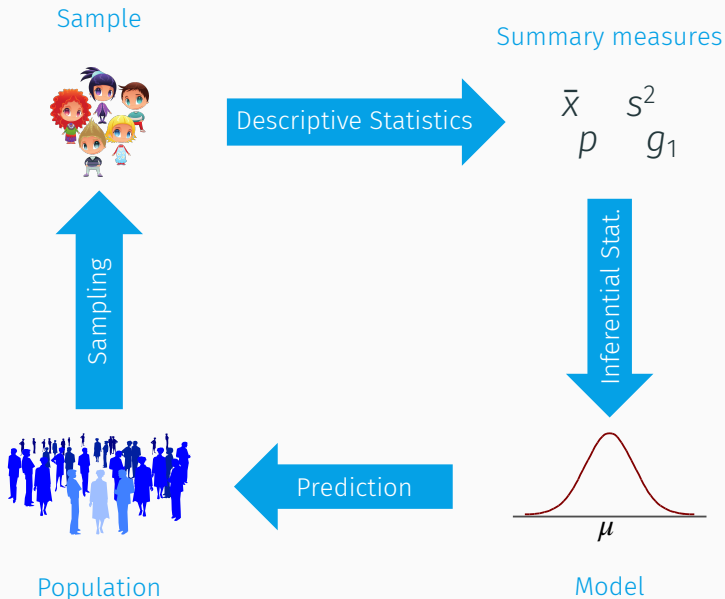 Sample
Summary measures
x̄ s²
p g₁
Descriptive Statistics
Sampling
Inferential Stat.
Prediction
μ
Population
Model